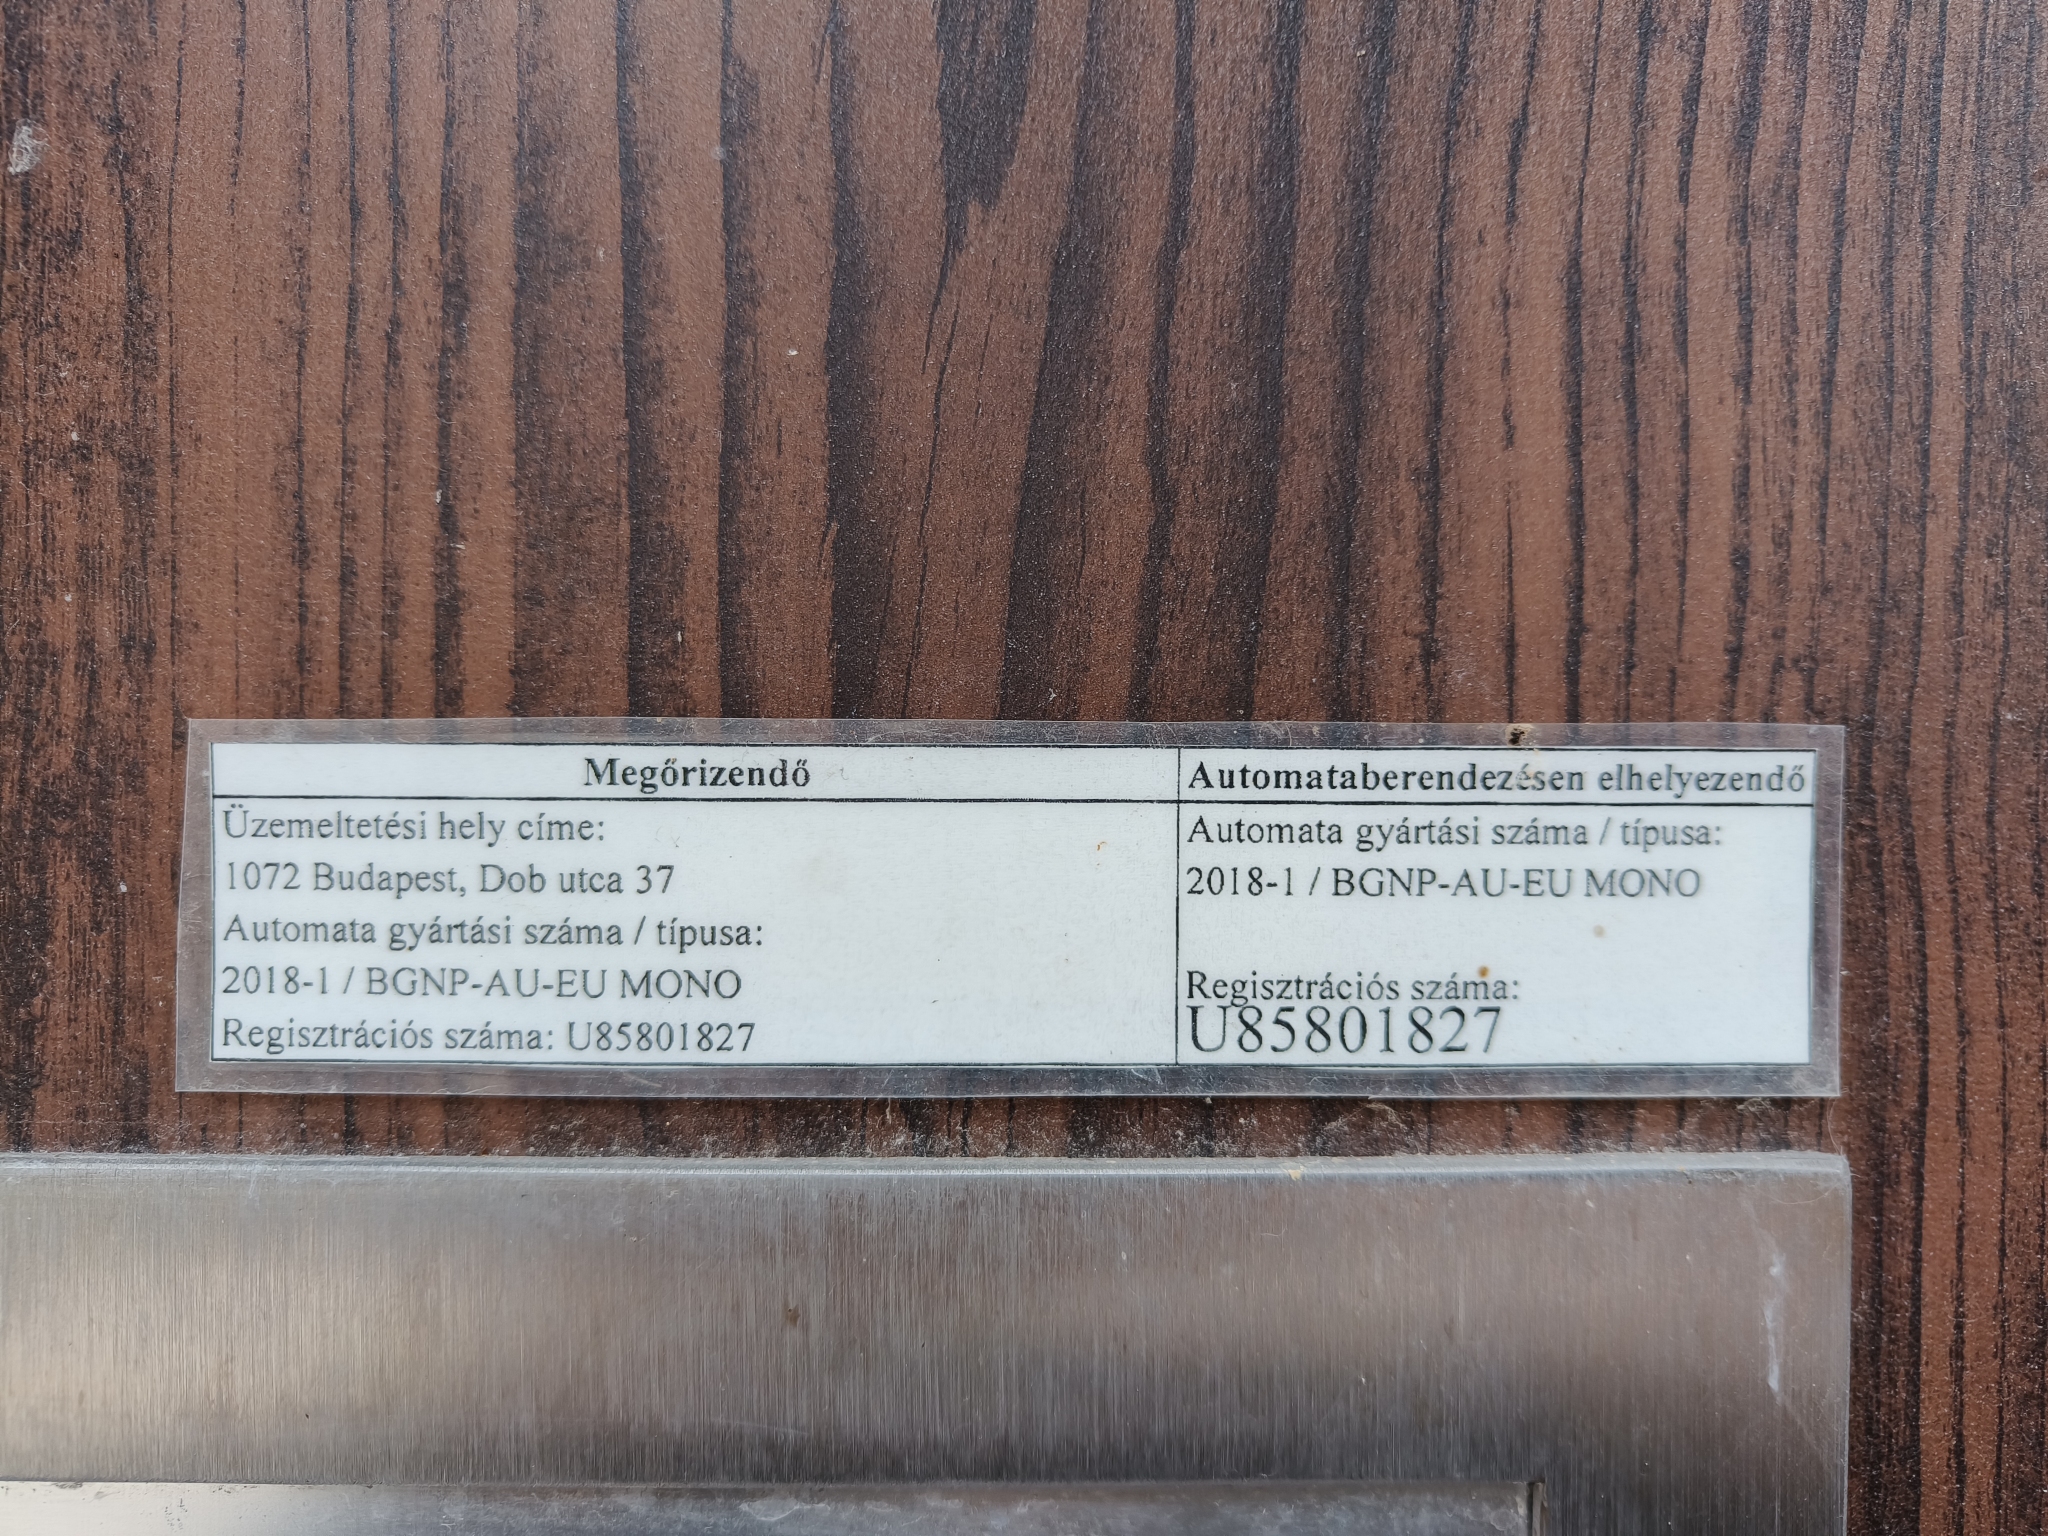 Megőrizendő
Üzemeltetési hely címe:
1072 Budapest, Dob utca 37
Automata gyártási száma / típusa:
2018-1 / BGNP-AU-EU MONO
Regisztrációs száma: U85801827
Automataberendezésen elhelyezendő
Automata gyártási száma / típusa:
2018-1 / BGNP-AU-EU MONO
Regisztrációs száma:
U85801827